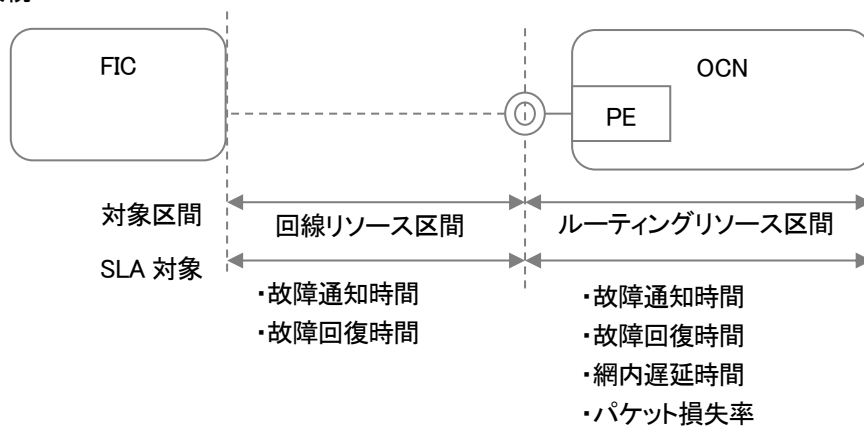 FIC
OCN
PE
対象区間
回線リソース区間
ルーティングリソース区間
SLA 対象
・故障通知時間
・故障回復時間
・故障通知時間
・故障回復時間
・網内遅延時間
・パケット損失率